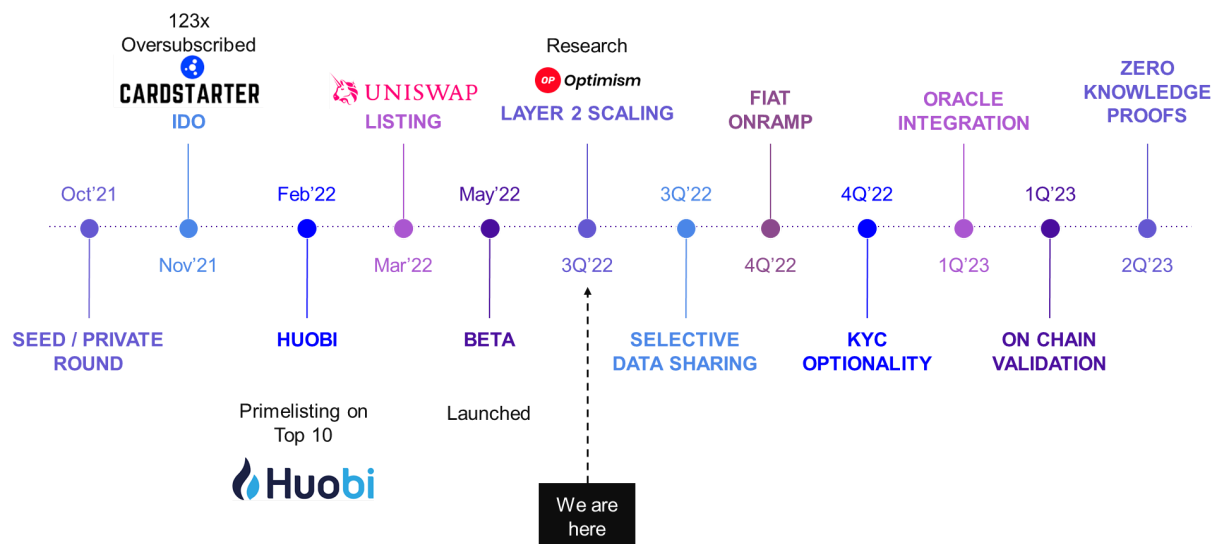 123x
Oversubscribed
CARDSTARTER
IDO
UNISWAP
LISTING
Research
OP Optimism
LAYER 2 SCALING
FIAT
ONRAMP
ORACLE
INTEGRATION
ZERO
KNOWLEDGE
PROOFS
Oct'21
Feb'22
May'22
3Q'22
4Q'22
1Q'23
Nov'21
Mar'22
3Q'22
4Q'22
1Q'23
2Q'23
SEED / PRIVATE
ROUND
HUOBI
BETA
SELECTIVE
DATA SHARING
KYC
OPTIONALITY
ON CHAIN
VALIDATION
Primelisting on
Top 10
Huobi
Launched
We are
here